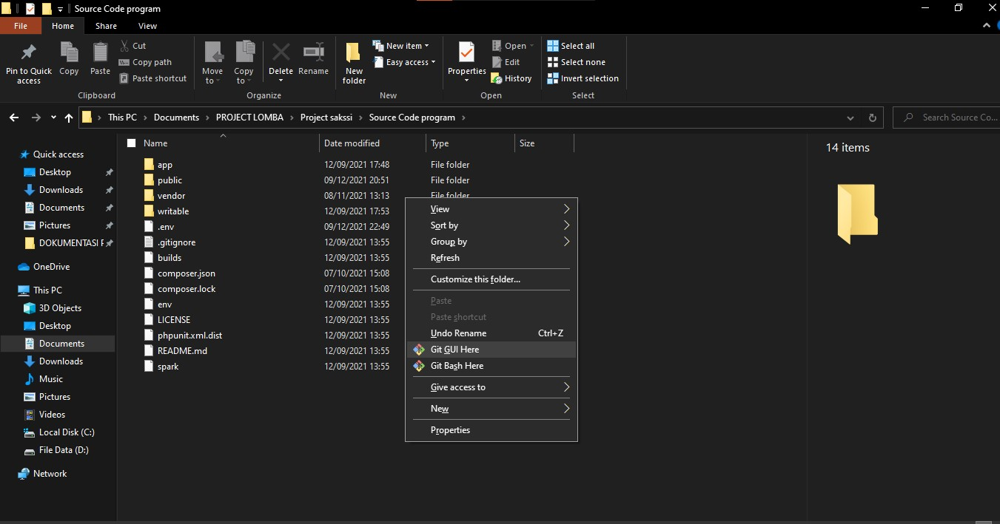 Source Code program
File Home Share View
Pin to Quick access
Copy
Paste
Cut
Copy path
Paste shortcut
Clipboard
Move to
Copy to
Delete
Rename
Organize
New folder
New item
Easy access
New
Properties
Open
Edit
History
Open
Select all
Select none
Invert selection
Select
This PC > Documents > PROJECT LOMBA > Project sakssi > Source Code program >
Search Source Co...
Quick access
Desktop
Downloads
Documents
Pictures
DOKUMENTASI F
OneDrive
This PC
3D Objects
Desktop
Documents
Downloads
Music
Pictures
Videos
Local Disk (C:)
File Data (D:)
Network
Name Date modified Type Size
app 12/09/2021 17:48 File folder
public 09/12/2021 20:51 File folder
vendor 08/11/2021 13:13 File folder
writable 12/09/2021 17:53
.env 09/12/2021 22:49
.gitignore 12/09/2021 13:55
builds 12/09/2021 13:55
composer.json 07/10/2021 15:08
composer.lock 07/10/2021 15:08
env 12/09/2021 13:55
LICENSE 12/09/2021 13:55
phpunit.xml.dist 12/09/2021 13:55
README.md 12/09/2021 13:55
spark 12/09/2021 13:55
View
Sort by
Group by
Refresh
Customize this folder...
Paste
Paste shortcut
Undo Rename Ctrl+Z
Git GUI Here
Git Bash Here
Give access to
New
Properties
14 items